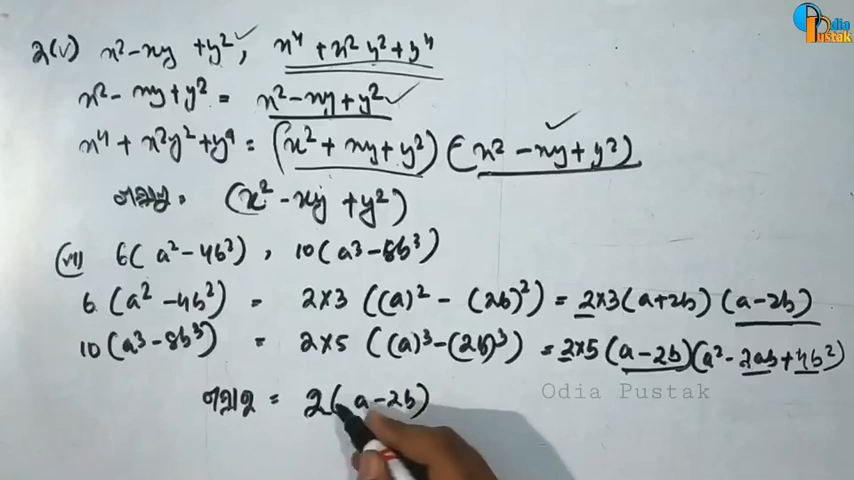 Odia Pustak
2(v) x²-xy +y², x⁴ + x²y² + y⁴
x² - xy + y² = x² - xy + y²
x⁴ + x²y² + y⁴ = (x² + xy + y²) (x² - xy + y²)
ଗ.ସା.ଗୁ = (x² - xy + y²)
(vii) 6(a² - 4b²), 10(a³ - 8b³)
6 (a² - 4b²) = 2×3 ((a)² - (2b)²) = 2×3(a+2b) (a-2b)
10(a³ - 8b³) = 2×5 ((a)³-(2b)³) = 2×5 (a-2b)(a² - 2ab + 4b²)
ଗ.ସା.ଗୁ = 2(a-2b)
Odia Pustak